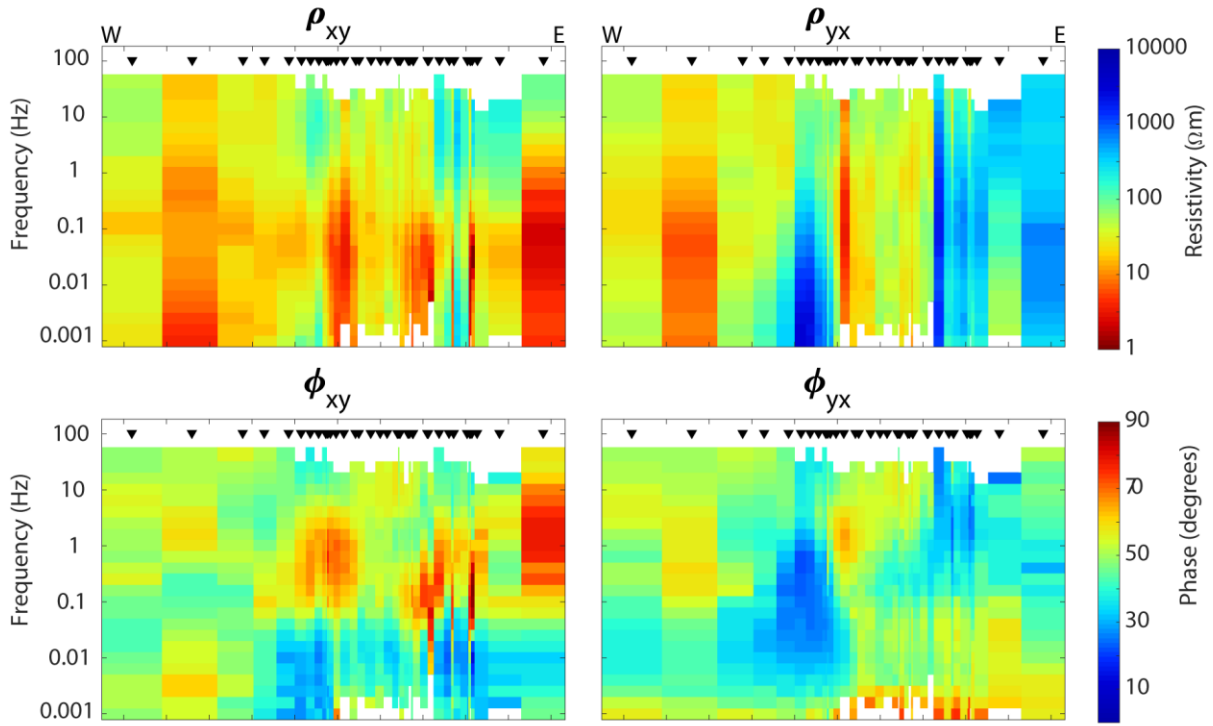 ρxy
ρyx
W
E
100
10
1
0.1
0.01
0.001
Frequency (Hz)
10000
1000
100
10
1
Resistivity (Ωm)
ϕxy
ϕyx
100
10
1
0.1
0.01
0.001
Frequency (Hz)
90
70
50
30
10
Phase (degrees)